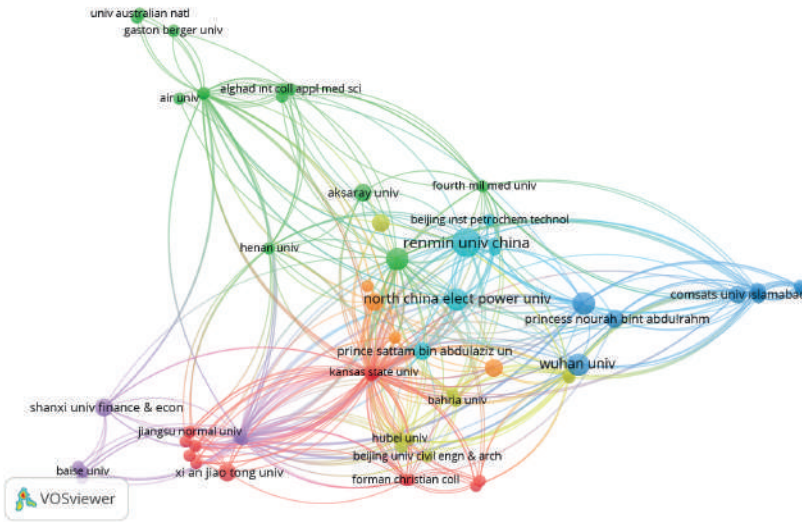 univ australian natl
gaston berger univ
air univ
alghad int coll appl med sci
aksaray univ
fourth mil med univ
beijing inst petrochem technol
renmin univ china
henan univ
north china elect power univ
comsats univ islamabad
princess nourah bint abdulrahm
prince sattam bin abdulaziz un
kansas state univ
wuhan univ
bahria univ
shanxi univ finance & econ
jiangsu normal univ
hubei univ
beijing univ civil engn & arch
baise univ
xi an jiao tong univ
forman christian coll
VOSviewer